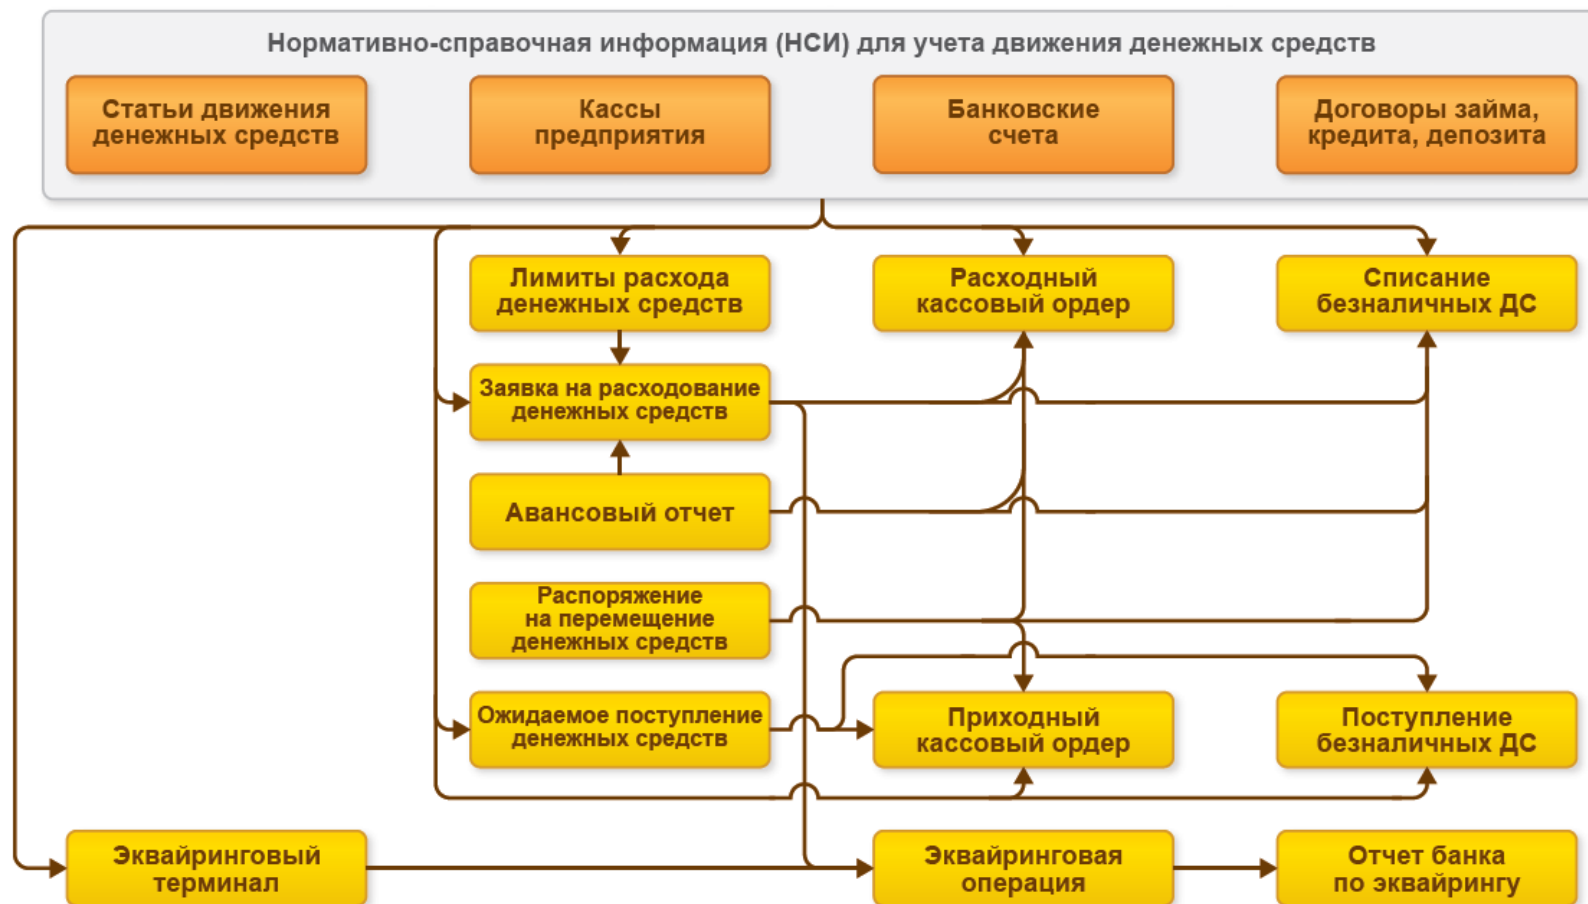 Нормативно-справочная информация (НСИ) для учета движения денежных средств
Статьи движения
денежных средств
Кассы
предприятия
Банковские
счета
Договоры займа,
кредита, депозита
Лимиты расхода
денежных средств
Расходный
кассовый ордер
Списание
безналичных ДС
Заявка на расходование
денежных средств
Авансовый отчет
Распоряжение
на перемещение
денежных средств
Ожидаемое поступление
денежных средств
Приходный
кассовый ордер
Поступление
безналичных ДС
Эквайринговый
терминал
Эквайринговая
операция
Отчет банка
по эквайрингу